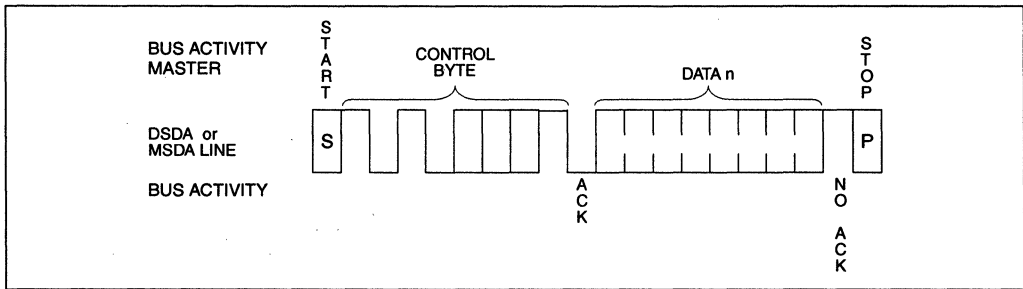 BUS ACTIVITY
MASTER
START
CONTROL
BYTE
DATA n
STOP
DSDA or
MSDA LINE
S
P
BUS ACTIVITY
ACK
NO ACK